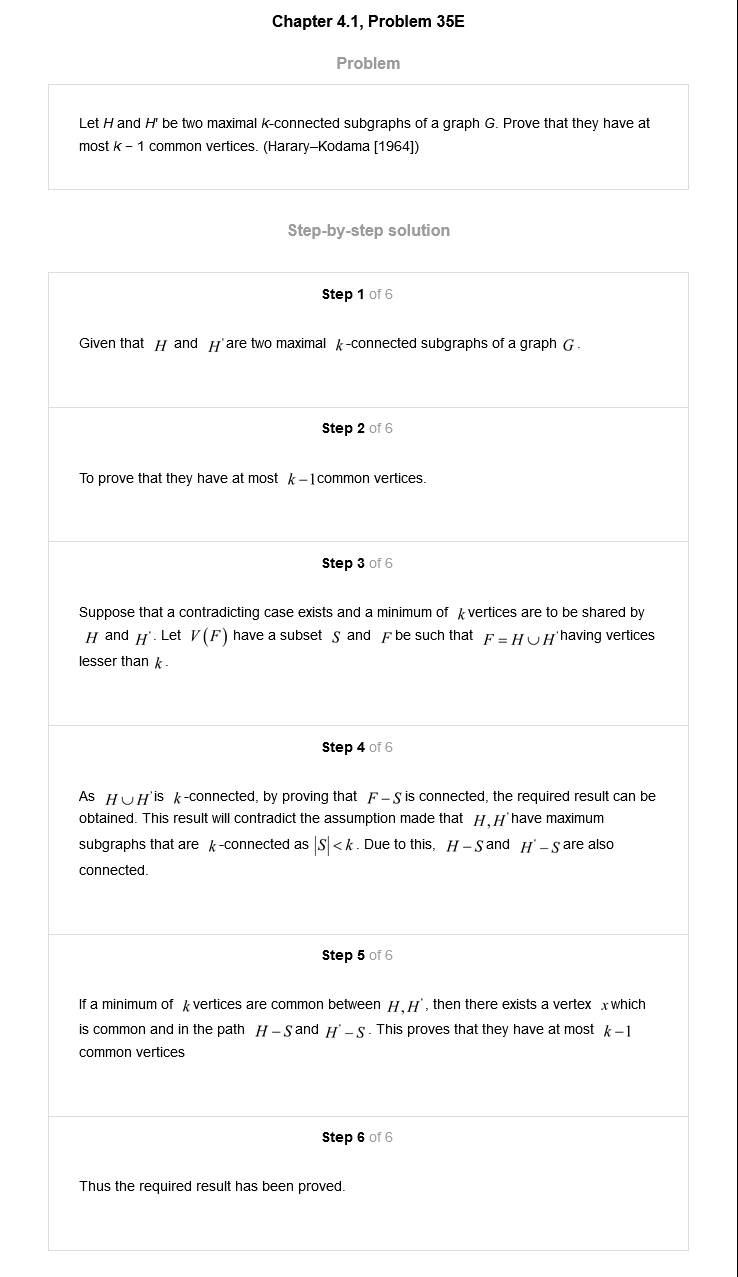 Chapter 4.1, Problem 35E
Problem
Let H and H' be two maximal k-connected subgraphs of a graph G. Prove that they have at
most k − 1 common vertices. (Harary–Kodama [1964])
Step-by-step solution
Step 1 of 6
Given that H and H' are two maximal k-connected subgraphs of a graph G.
Step 2 of 6
To prove that they have at most k−1common vertices.
Step 3 of 6
Suppose that a contradicting case exists and a minimum of k vertices are to be shared by
H and H'. Let V(F) have a subset S and F be such that F = H∪H' having vertices
lesser than k.
Step 4 of 6
As H∪H' is k-connected, by proving that F−S is connected, the required result can be
obtained. This result will contradict the assumption made that H,H' have maximum
subgraphs that are k-connected as |S|<k. Due to this, H−S and H'−S are also
connected.
Step 5 of 6
If a minimum of k vertices are common between H,H', then there exists a vertex x which
is common and in the path H−S and H'−S. This proves that they have at most k−1
common vertices
Step 6 of 6
Thus the required result has been proved.